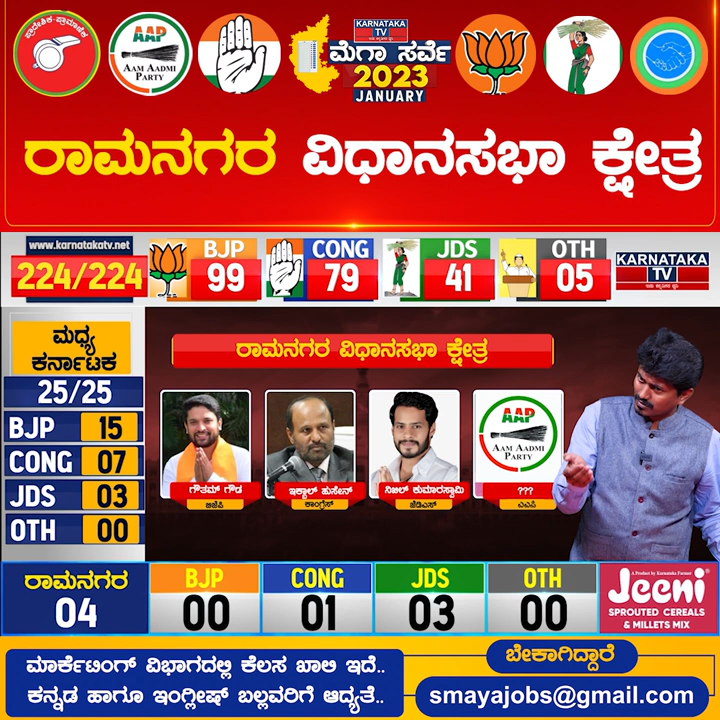 ಪ್ರಾದೇಶಿಕ-ಪ್ರಾಮಾಣಿಕ
AAP
AAM AADMI
PARTY
KARNATAKA
TV
ಮೆಗಾ ಸರ್ವೆ
2023
JANUARY
ರಾಮನಗರ ವಿಧಾನಸಭಾ ಕ್ಷೇತ್ರ
www.karnatakatv.net
224/224
BJP
99
CONG
79
JDS
41
OTH
05
KARNATAKA
TV
ಮಧ್ಯ
ಕರ್ನಾಟಕ
25/25
BJP 15
CONG 07
JDS 03
OTH 00
ರಾಮನಗರ ವಿಧಾನಸಭಾ ಕ್ಷೇತ್ರ
ಗೌತಮ್ ಗೌಡ
ಬಿಜೆಪಿ
ಇಕ್ಬಾಲ್ ಹುಸೇನ್
ಕಾಂಗ್ರೆಸ್
ನಿಖಿಲ್ ಕುಮಾರಸ್ವಾಮಿ
ಜೆಡಿಎಸ್
AAP
AAM AADMI
PARTY
???
ಎಎಪಿ
ರಾಮನಗರ
04
BJP
00
CONG
01
JDS
03
OTH
00
A Product by Karnataka Farmer
Jeeni®
SPROUTED CEREALS
& MILLETS MIX
ಮಾರ್ಕೆಟಿಂಗ್ ವಿಭಾಗದಲ್ಲಿ ಕೆಲಸ ಖಾಲಿ ಇದೆ..
ಕನ್ನಡ ಹಾಗೂ ಇಂಗ್ಲೀಷ್ ಬಲ್ಲವರಿಗೆ ಆದ್ಯತೆ..
ಬೇಕಾಗಿದ್ದಾರೆ
smayajobs@gmail.com